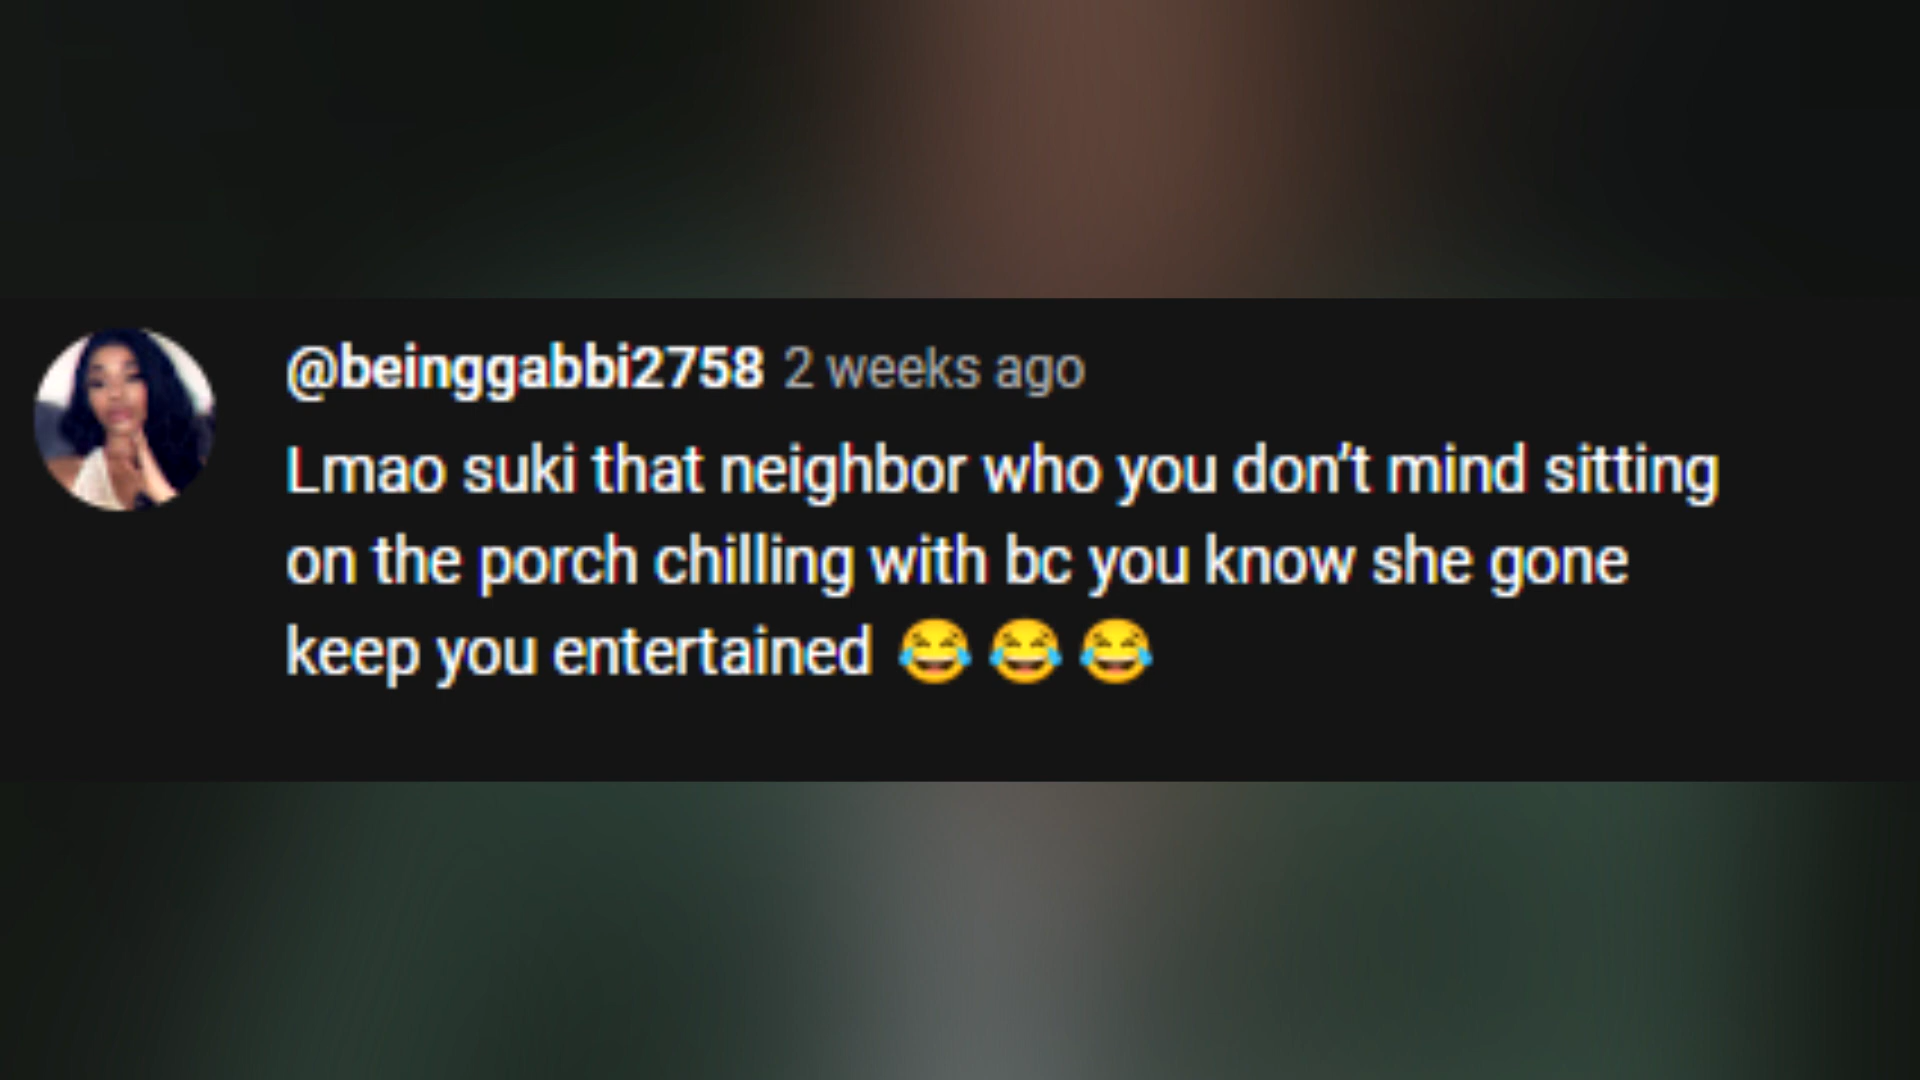 @beinggabbi2758 2 weeks ago
Lmao suki that neighbor who you don't mind sitting
on the porch chilling with bc you know she gone
keep you entertained 😂 😂 😂